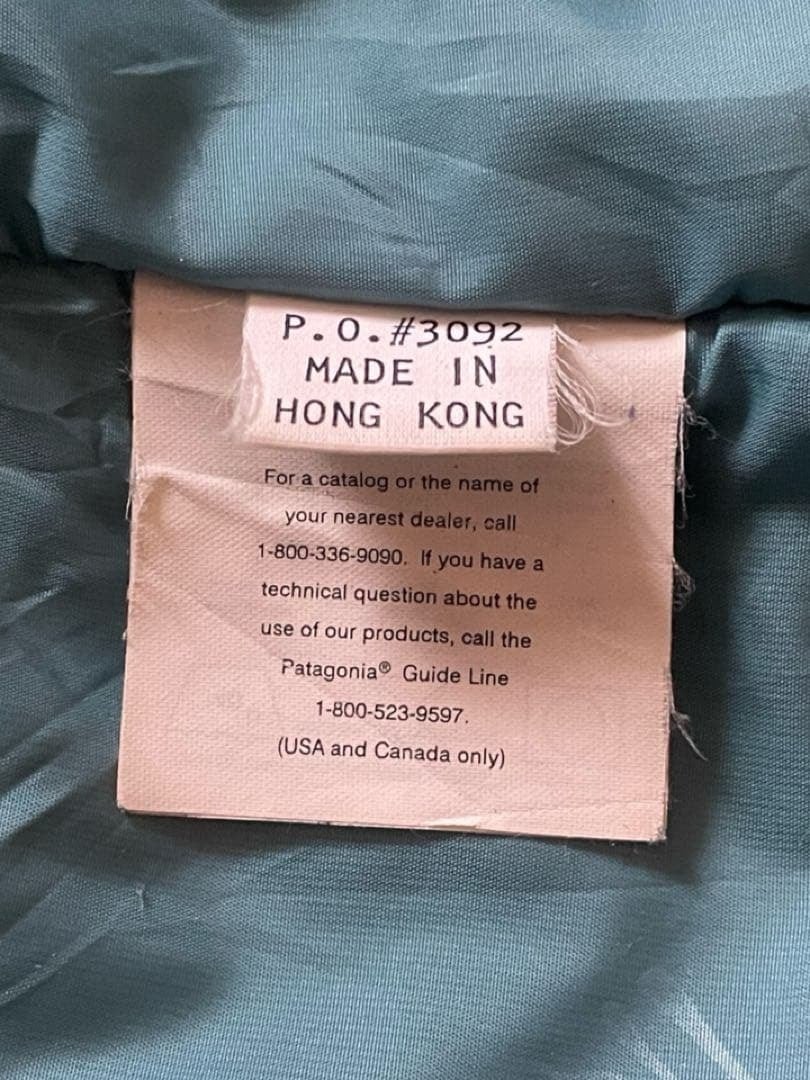 P.O.#3092
MADE IN
HONG KONG
For a catalog or the name of
your nearest dealer, call
1-800-336-9090. If you have a
technical question about the
use of our products, call the
Patagonia® Guide Line
1-800-523-9597.
(USA and Canada only)